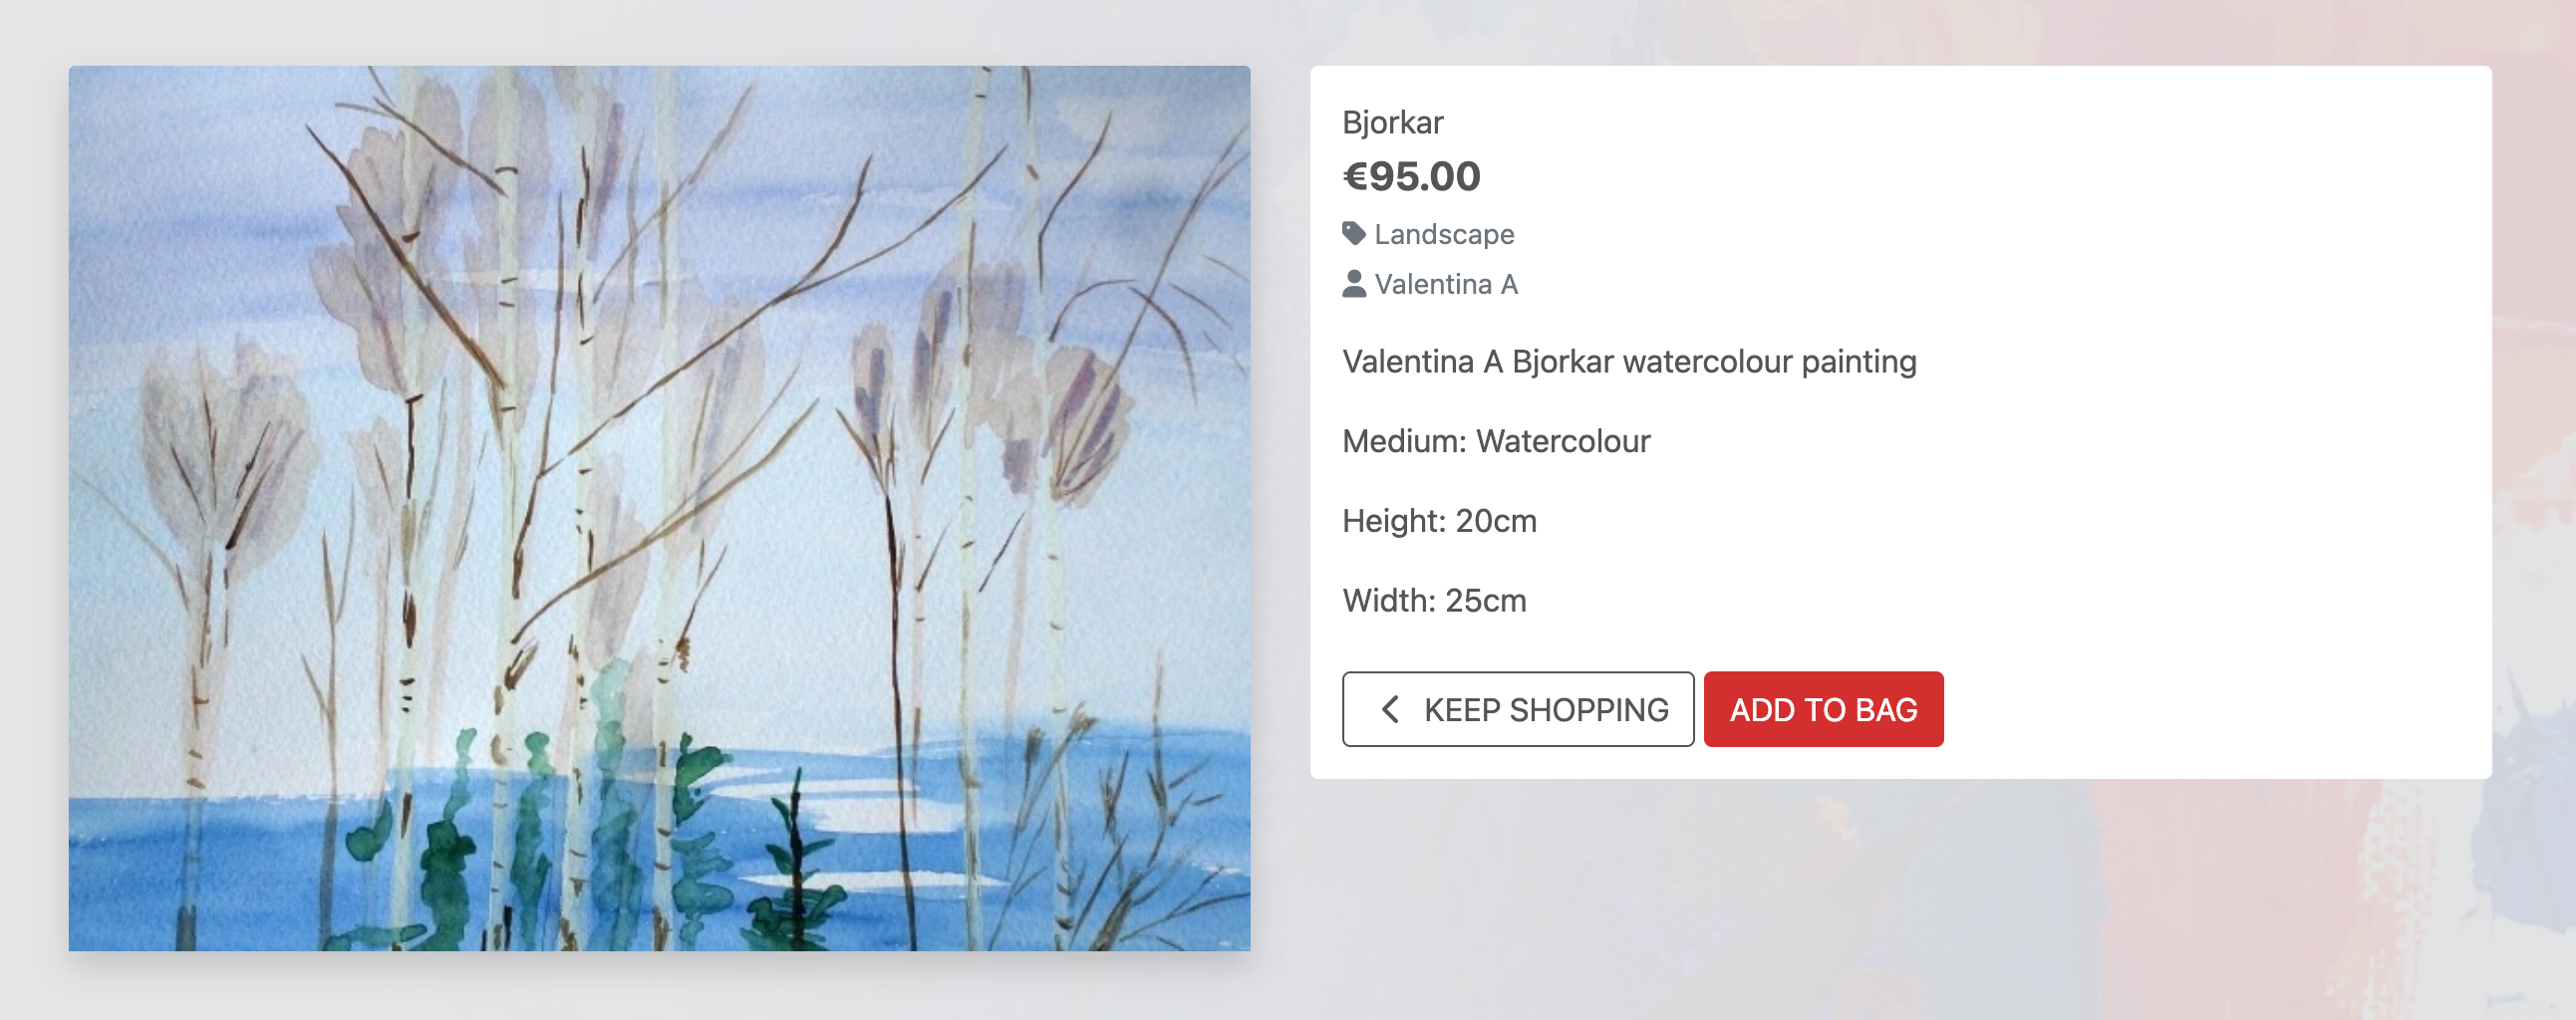 Bjorkar
€95.00
Landscape
Valentina A
Valentina A Bjorkar watercolour painting
Medium: Watercolour
Height: 20cm
Width: 25cm
KEEP SHOPPING
ADD TO BAG